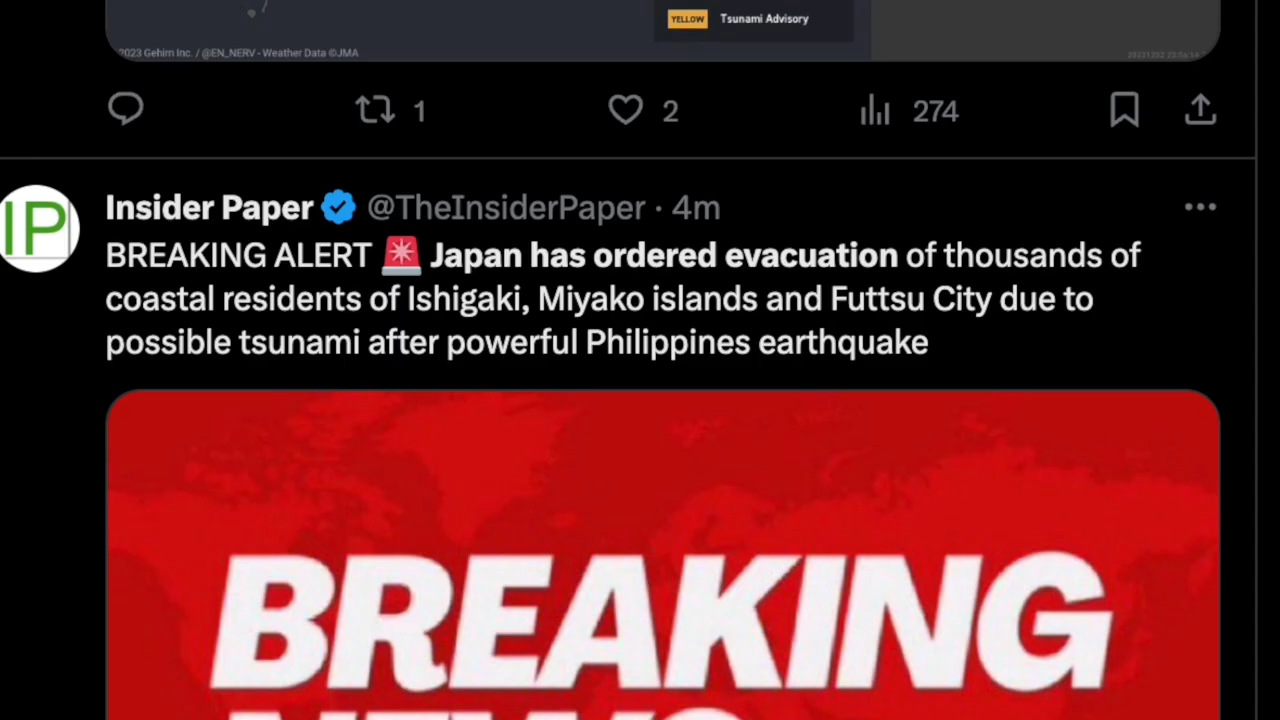 YELLOW Tsunami Advisory
2023 Gehirn Inc. / @EN_NERV - Weather Data ©JMA
1 2 274
IP Insider Paper @TheInsiderPaper · 4m
BREAKING ALERT 🚨 Japan has ordered evacuation of thousands of
coastal residents of Ishigaki, Miyako islands and Futtsu City due to
possible tsunami after powerful Philippines earthquake
BREAKING